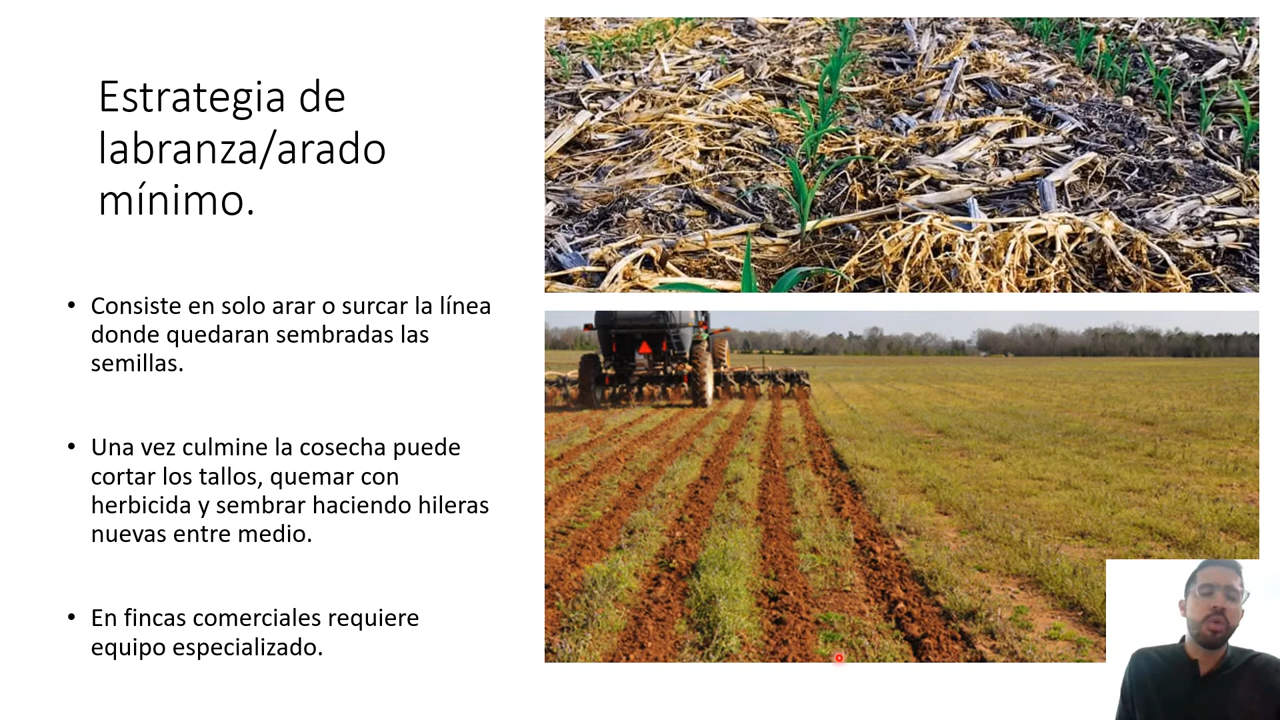 Estrategia de
labranza/arado
mínimo.
• Consiste en solo arar o surcar la línea
donde quedaran sembradas las
semillas.
• Una vez culmine la cosecha puede
cortar los tallos, quemar con
herbicida y sembrar haciendo hileras
nuevas entre medio.
• En fincas comerciales requiere
equipo especializado.